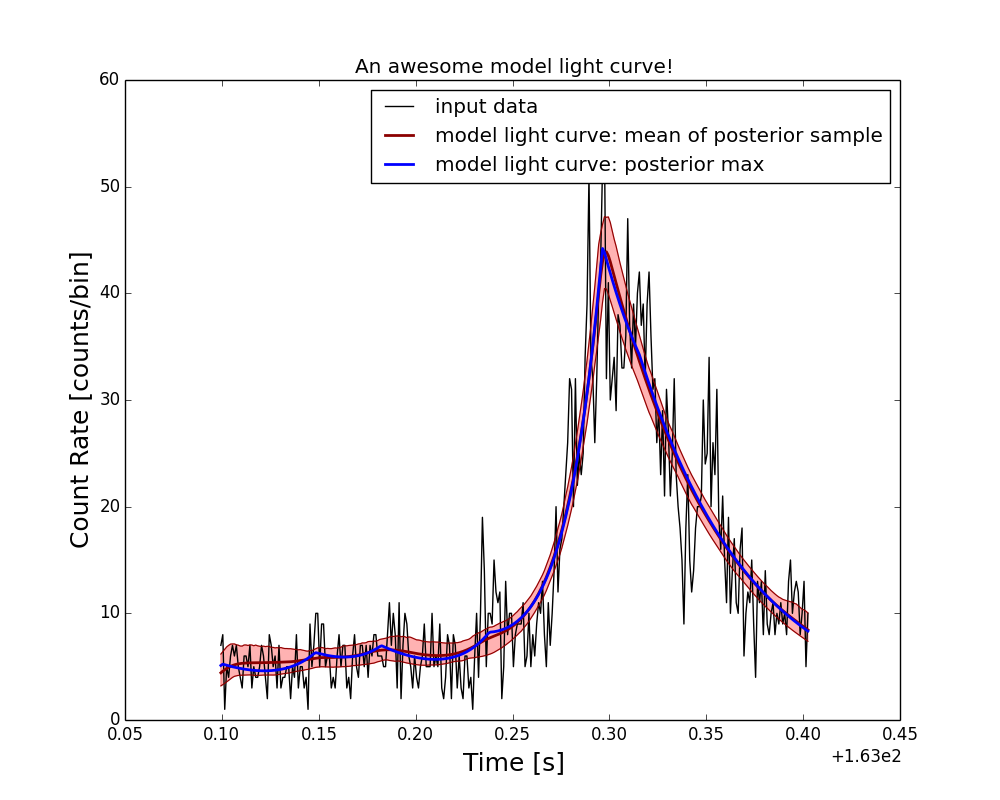 An awesome model light curve!
60
input data
model light curve: mean of posterior sample
model light curve: posterior max
50
40
30
20
10
0
Count Rate [counts/bin]
0.05 0.10 0.15 0.20 0.25 0.30 0.35 0.40 0.45
+1.63e2
Time [s]